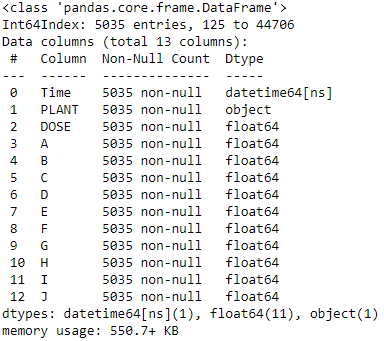 <class 'pandas.core.frame.DataFrame'>
Int64Index: 5035 entries, 125 to 44706
Data columns (total 13 columns):
 #   Column  Non-Null Count  Dtype
---  ------  --------------  -----
 0   Time    5035 non-null   datetime64[ns]
 1   PLANT   5035 non-null   object
 2   DOSE    5035 non-null   float64
 3   A       5035 non-null   float64
 4   B       5035 non-null   float64
 5   C       5035 non-null   float64
 6   D       5035 non-null   float64
 7   E       5035 non-null   float64
 8   F       5035 non-null   float64
 9   G       5035 non-null   float64
 10  H       5035 non-null   float64
 11  I       5035 non-null   float64
 12  J       5035 non-null   float64
dtypes: datetime64[ns](1), float64(11), object(1)
memory usage: 550.7+ KB